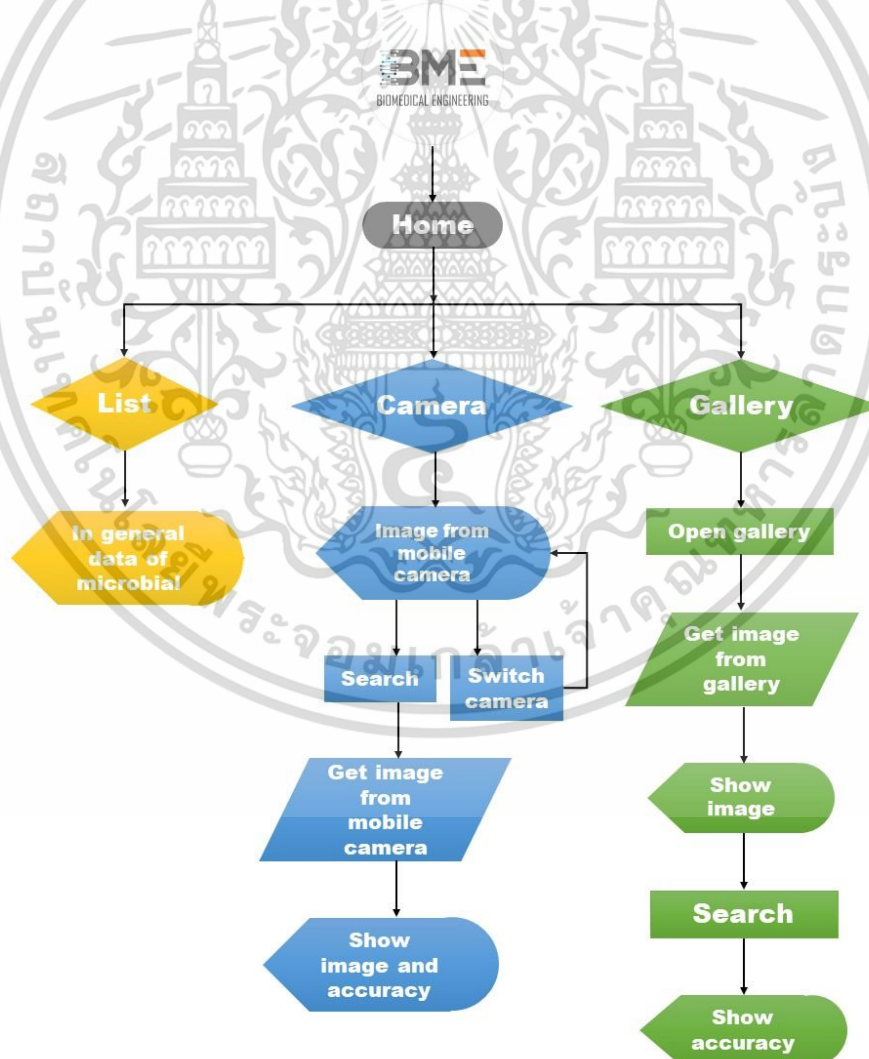 BME
BIOMEDICAL ENGINEERING
Home
List
Camera
Gallery
In general
data of
microbial
Image from
mobile
camera
Open gallery
Search
Switch
camera
Get image
from
gallery
Get image
from
mobile
camera
Show
image
Search
Show
image and
accuracy
Show
accuracy